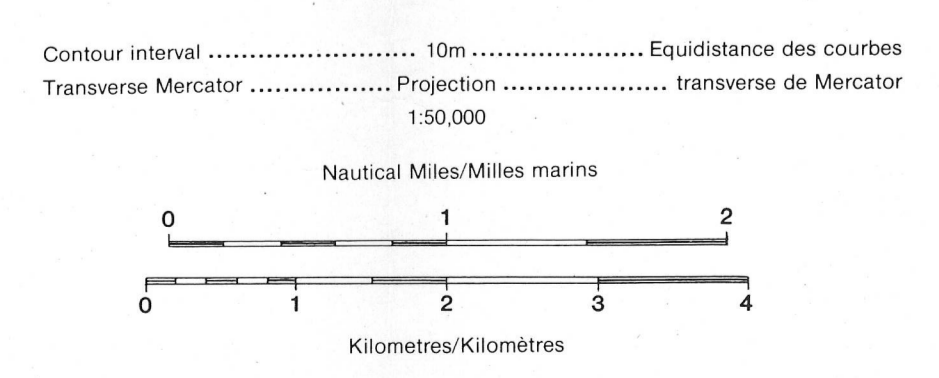 Contour interval ........................ 10m .................... Equidistance des courbes
Transverse Mercator ................. Projection ................... transverse de Mercator
1:50,000
Nautical Miles/Milles marins
0 1 2
0 1 2 3 4
Kilometres/Kilomètres